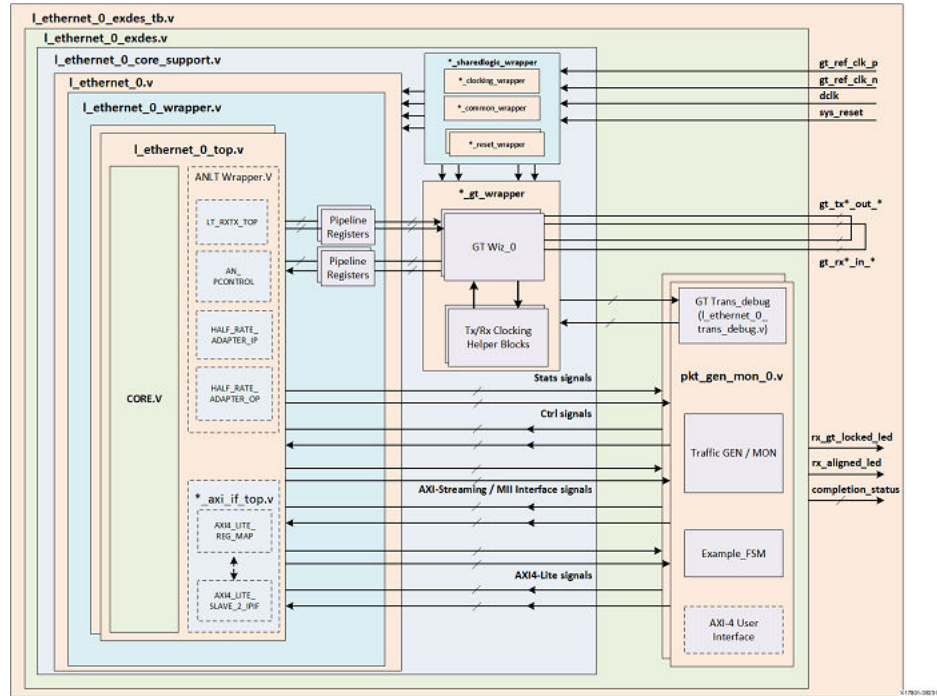 l_ethernet_0_exdes_tb.v
l_ethernet_0_exdes.v
l_ethernet_0_core_support.v
l_ethernet_0.v
l_ethernet_0_wrapper.v
l_ethernet_0_top.v
CORE.V
ANLT Wrapper.V
LT_RXTX_TOP
AN_
PCONTROL
HALF_RATE_
ADAPTER_IP
HALF_RATE_
ADAPTER_OP
*_axi_if_top.v
AXI4_LITE_
REG_MAP
AXI4_LITE_
SLAVE_2_IPIF
Pipeline
Registers
Pipeline
Registers
*_sharedlogic_wrapper
*_clocking_wrapper
*_common_wrapper
*_reset_wrapper
*_gt_wrapper
GT Wiz_0
Tx/Rx Clocking
Helper Blocks
Stats signals
Ctrl signals
AXI-Streaming / MII Interface signals
AXI4-Lite signals
gt_ref_clk_p
gt_ref_clk_n
dclk
sys_reset
gt_tx*_out_*
gt_rx*_in_*
GT Trans_debug
(l_ethernet_0_
trans_debug.v)
pkt_gen_mon_0.v
Traffic GEN / MON
Example_FSM
AXI-4 User
Interface
rx_gt_locked_led
rx_aligned_led
completion_status